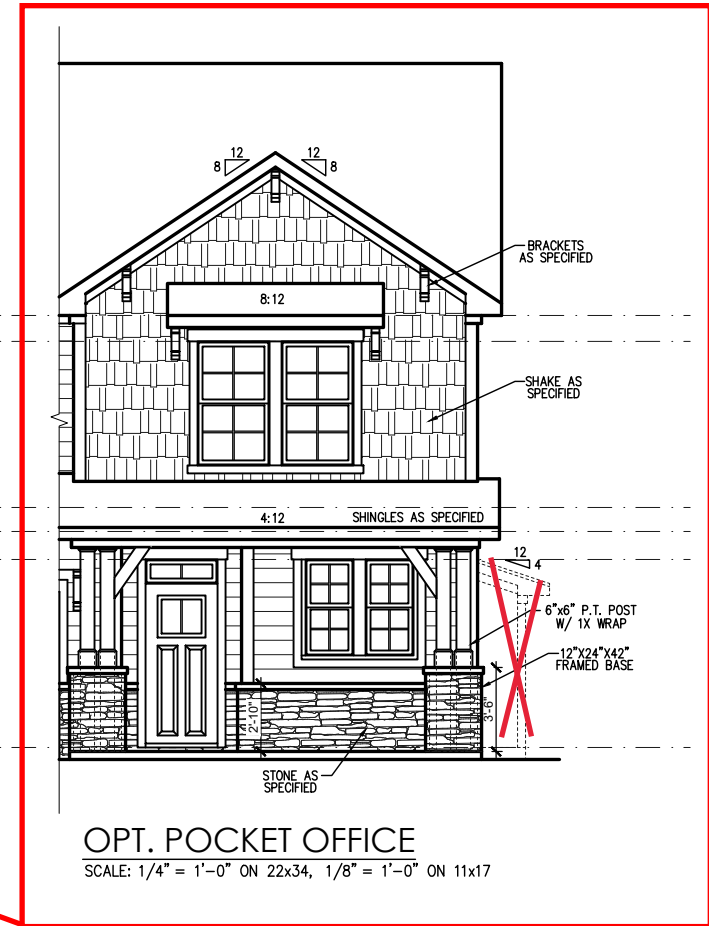 12 12
8 8
BRACKETS
AS SPECIFIED
8:12
SHAKE AS
SPECIFIED
4:12 SHINGLES AS SPECIFIED
12
4
6"x6" P.T. POST
W/ 1X WRAP
12"X24"X42"
FRAMED BASE
2'-10"
3'-6"
STONE AS
SPECIFIED
OPT. POCKET OFFICE
SCALE: 1/4" = 1'-0" ON 22x34, 1/8" = 1'-0" ON 11x17